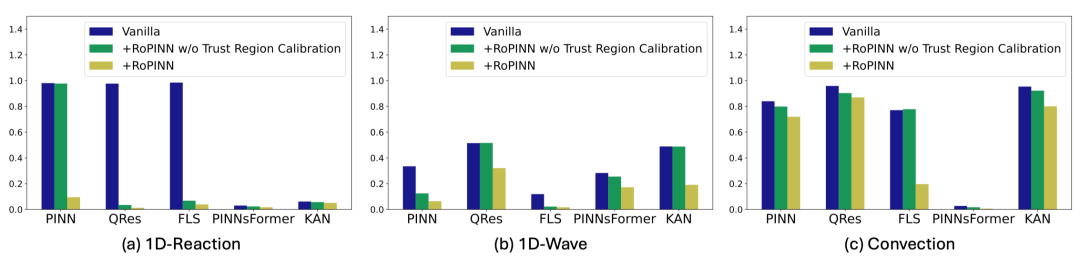 1.4
1.2
1.0
0.8
0.6
0.4
0.2
0.0
Vanilla
+RoPINN w/o Trust Region Calibration
+RoPINN
PINN QRes FLS PINNsFormer KAN
(a) 1D-Reaction
1.4
1.2
1.0
0.8
0.6
0.4
0.2
0.0
Vanilla
+RoPINN w/o Trust Region Calibration
+RoPINN
PINN QRes FLS PINNsFormer KAN
(b) 1D-Wave
1.4
1.2
1.0
0.8
0.6
0.4
0.2
0.0
Vanilla
+RoPINN w/o Trust Region Calibration
+RoPINN
PINN QRes FLS PINNsFormer KAN
(c) Convection